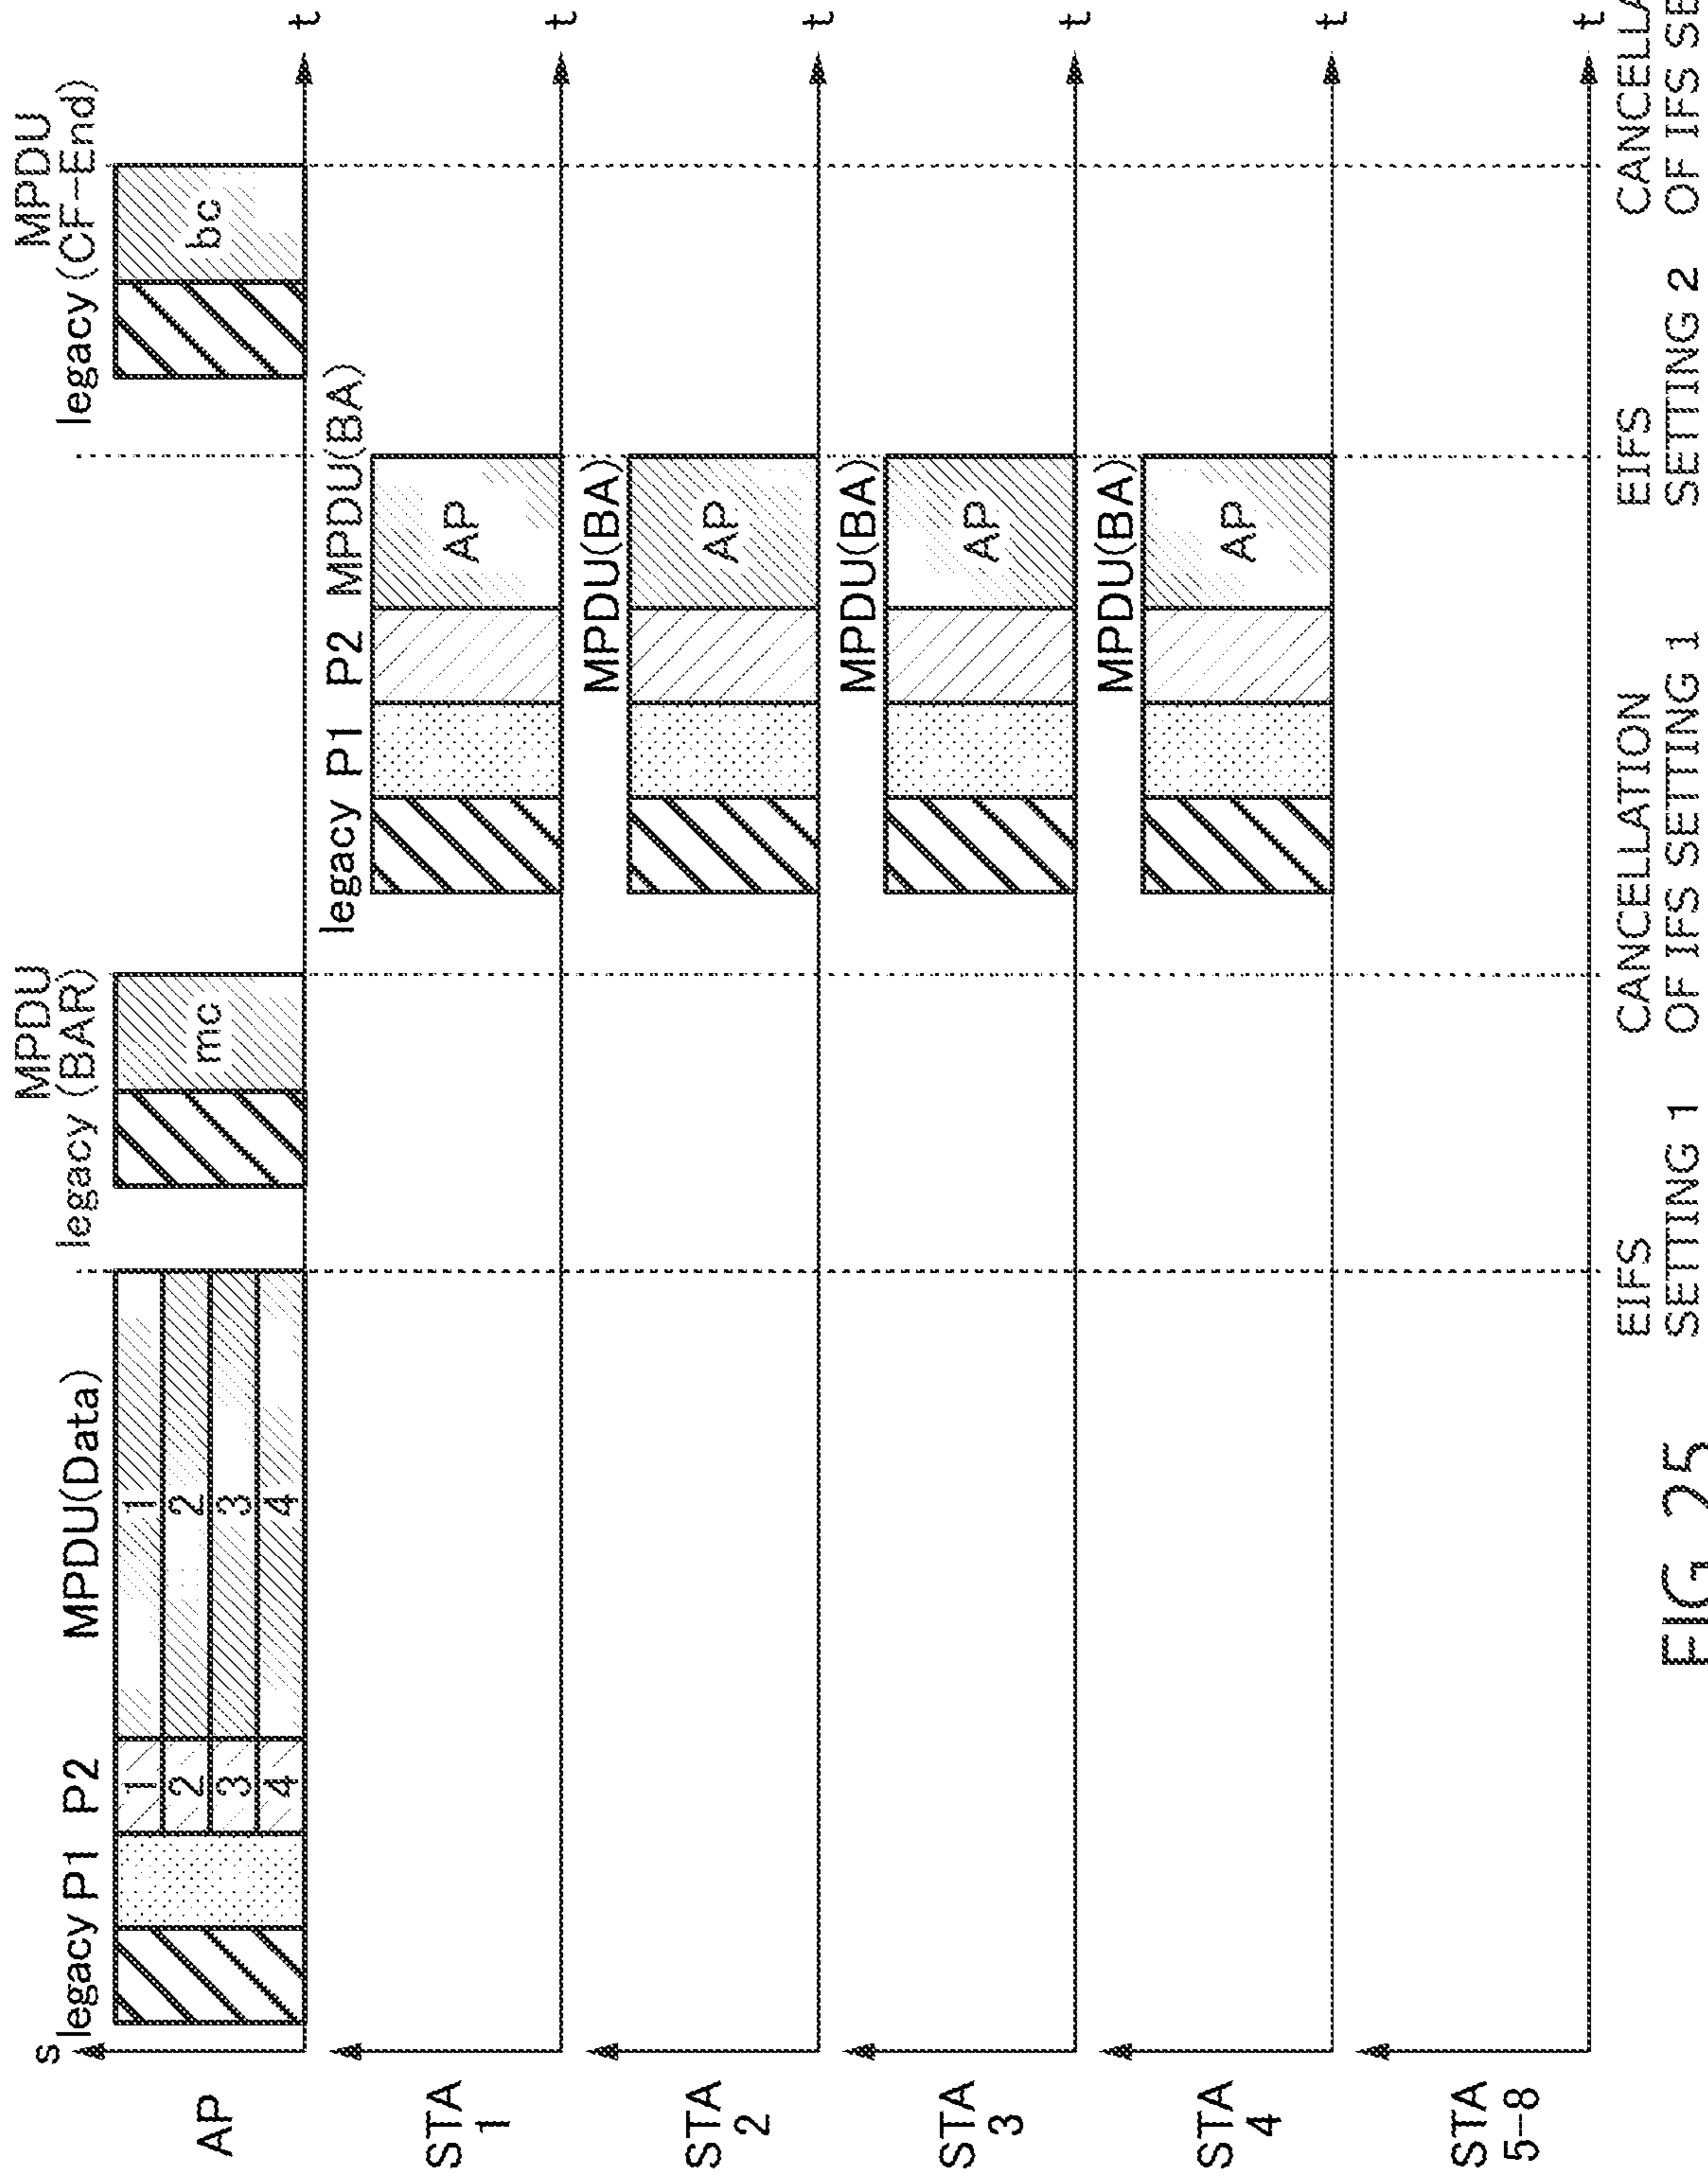 MPDU
MPDU
legacy P1 P2 MPDU(Data)
legacy (BAR)
legacy (CF-End)
s
AP
1
2
3
4
1
2
3
4
mc
bc
t
legacy P1 P2 MPDU(BA)
STA
1
AP
t
MPDU(BA)
STA
2
AP
t
MPDU(BA)
STA
3
AP
t
MPDU(BA)
STA
4
AP
t
STA
5-8
t
EIFS
SETTING 1
CANCELLATION
OF IFS SETTING 1
EIFS
SETTING 2
OF IFS
FIG. 25